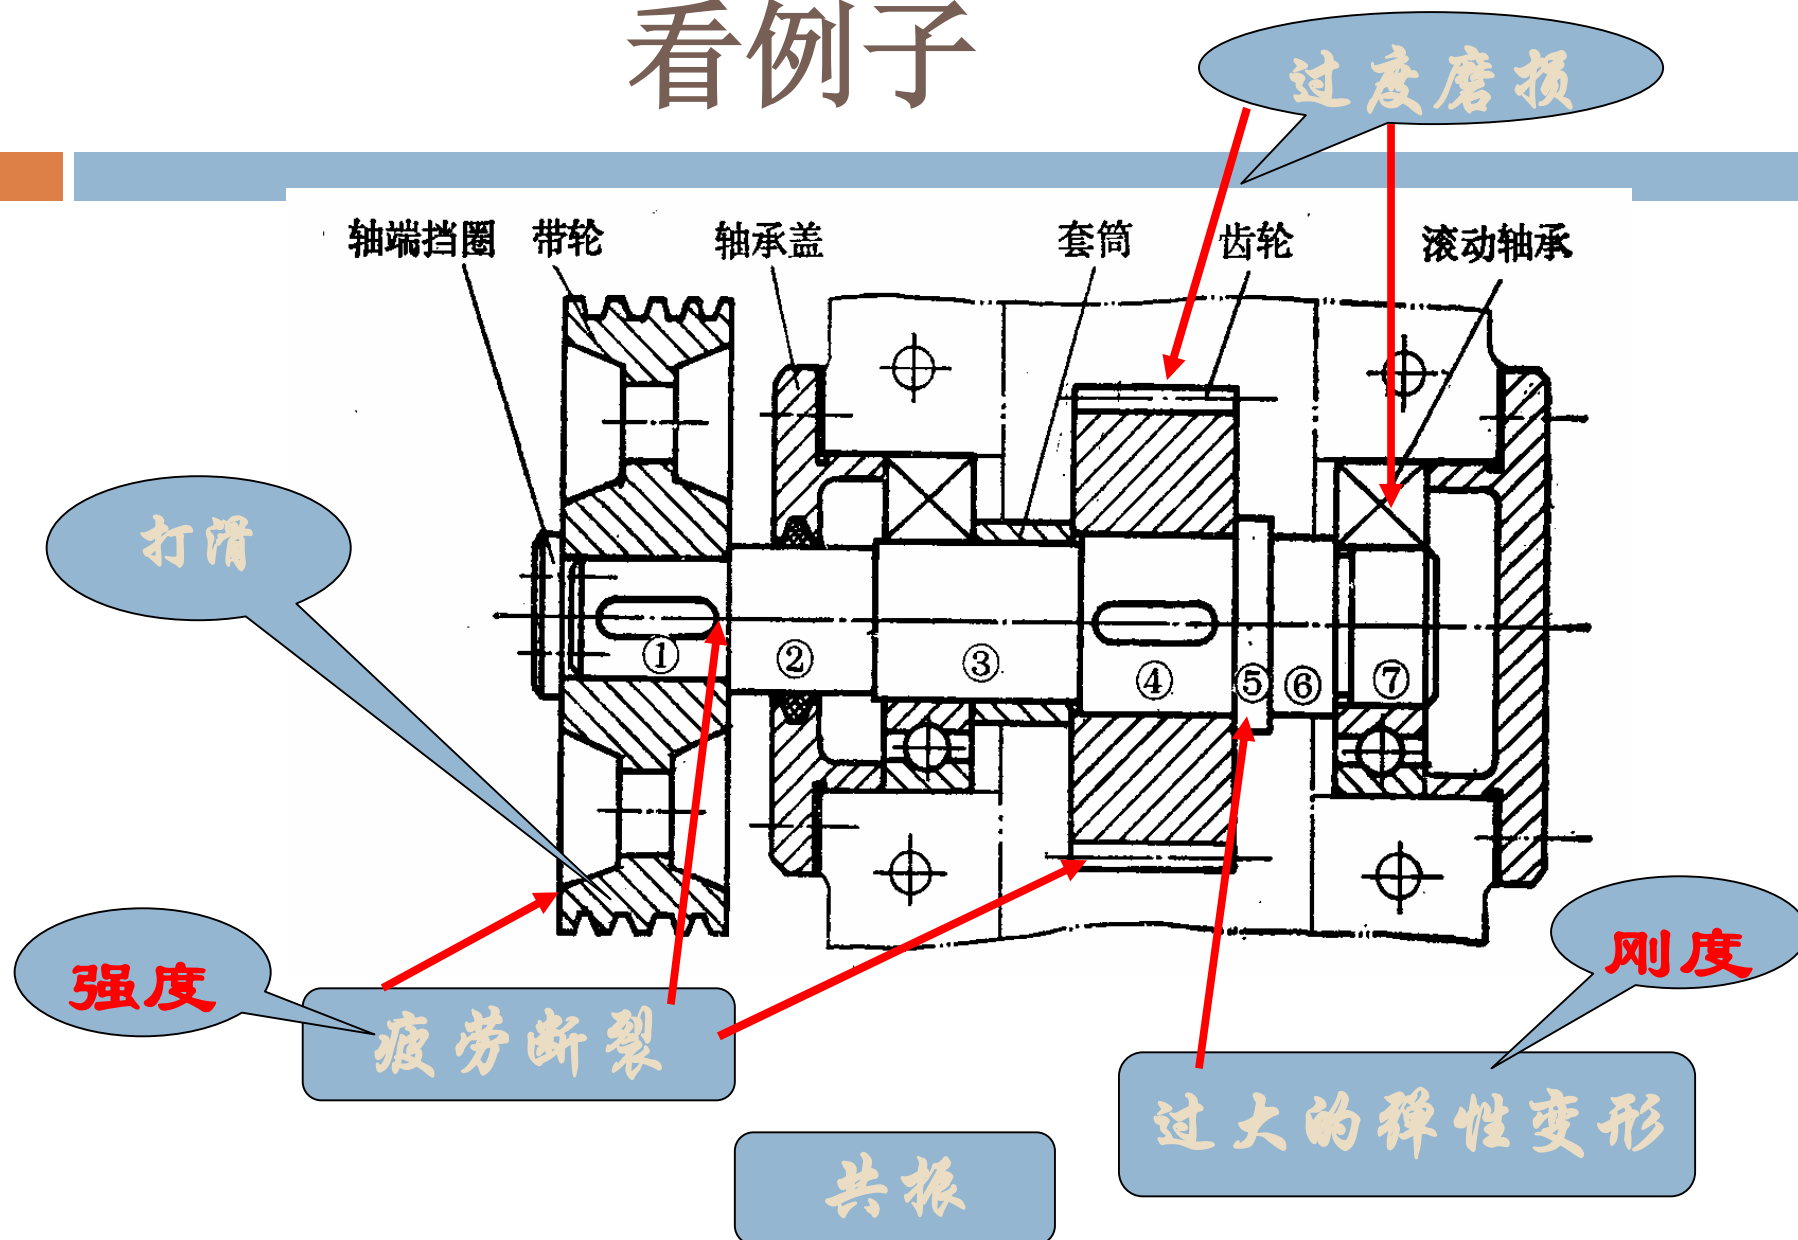 看例子
过度磨损
轴端挡圈 带轮 轴承盖 套筒 齿轮 滚动轴承
打滑
① ② ③ ④ ⑤ ⑥ ⑦
强度
刚度
疲劳断裂
过大的弹性变形
共振